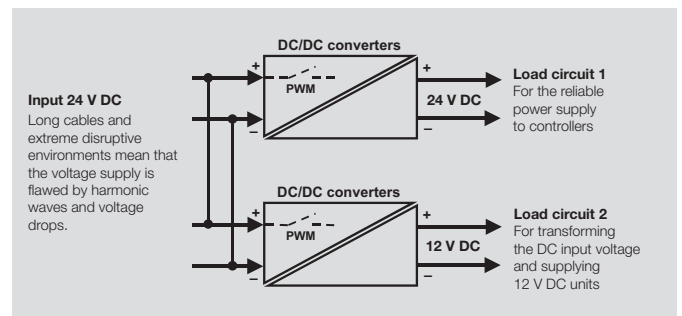 Input 24 V DC
Long cables and
extreme disruptive
environments mean that
the voltage supply is
flawed by harmonic
waves and voltage
drops.
DC/DC converters
+
PWM
–
+
24 V DC
–
Load circuit 1
For the reliable
power supply
to controllers
DC/DC converters
+
PWM
–
+
12 V DC
–
Load circuit 2
For transforming
the DC input voltage
and supplying
12 V DC units